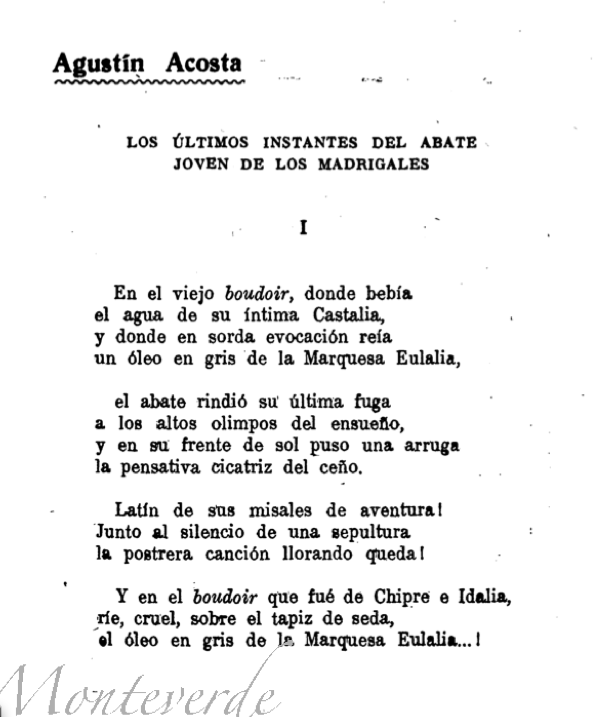 Agustín Acosta
LOS ÚLTIMOS INSTANTES DEL ABATE
JOVEN DE LOS MADRIGALES
I
En el viejo boudoir, donde bebía
el agua de su íntima Castalia,
y donde en sorda evocación reía
un óleo en gris de la Marquesa Eulalia,
el abate rindió su última fuga
a los altos olimpos del ensueño,
y en su frente de sol puso una arruga
la pensativa cicatriz del ceño.
Latín de sus misales de aventura!
Junto al silencio de una sepultura
la postrera canción llorando queda!
Y en el boudoir que fué de Chipre e Idalia,
ríe, cruel, sobre el tapiz de seda,
el óleo en gris de la Marquesa Eulalia...!
Monteverde